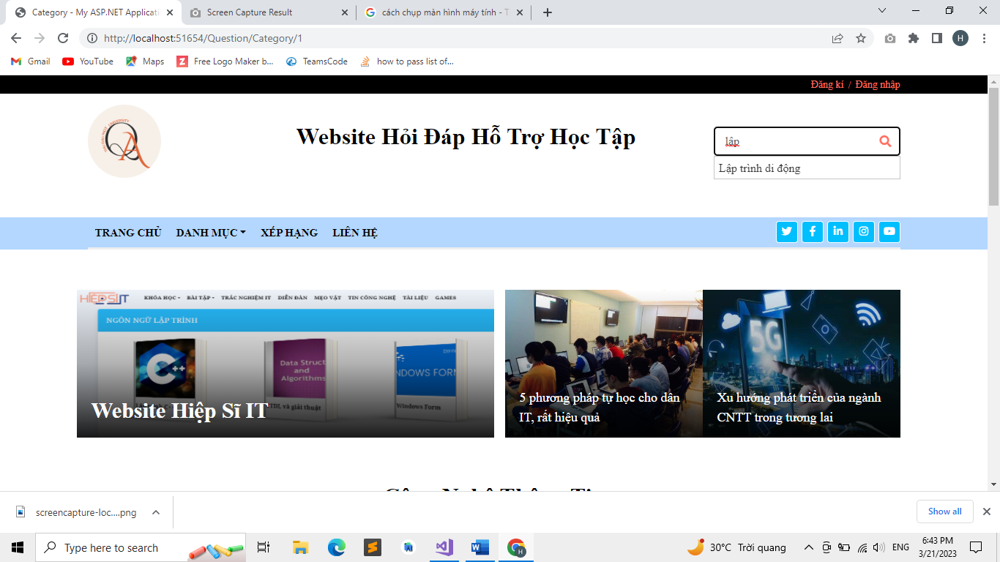 Category - My ASP.NET Applicati
Screen Capture Result
cách chụp màn hình máy tính - T
http://localhost:51654/Question/Category/1
H
Gmail
YouTube
Maps
Free Logo Maker b...
TeamsCode
how to pass list of...
Đăng kí / Đăng nhập
QA
Website Hỏi Đáp Hỗ Trợ Học Tập
lập
Lập trình di động
TRANG CHỦ
DANH MỤC
XẾP HẠNG
LIÊN HỆ
HIỆPSĨIT
KHÓA HỌC
BÀI TẬP
TRẮC NGHIỆM IT
DIỄN ĐÀN
MẸO VẶT
TIN CÔNG NGHỆ
TÀI LIỆU
GAMES
NGÔN NGỮ LẬP TRÌNH
C++
Data Struct
and
Algorithms
NDOWS FORM
CTDL và giải thuật
Windows Form
Website Hiệp Sĩ IT
5 phương pháp tự học cho dân
IT, rất hiệu quả
5G
Xu hướng phát triển của ngành
CNTT trong tương lai
screencapture-loc....png
Show all
Type here to search
30°C Trời quang
ENG
6:43 PM
3/21/2023